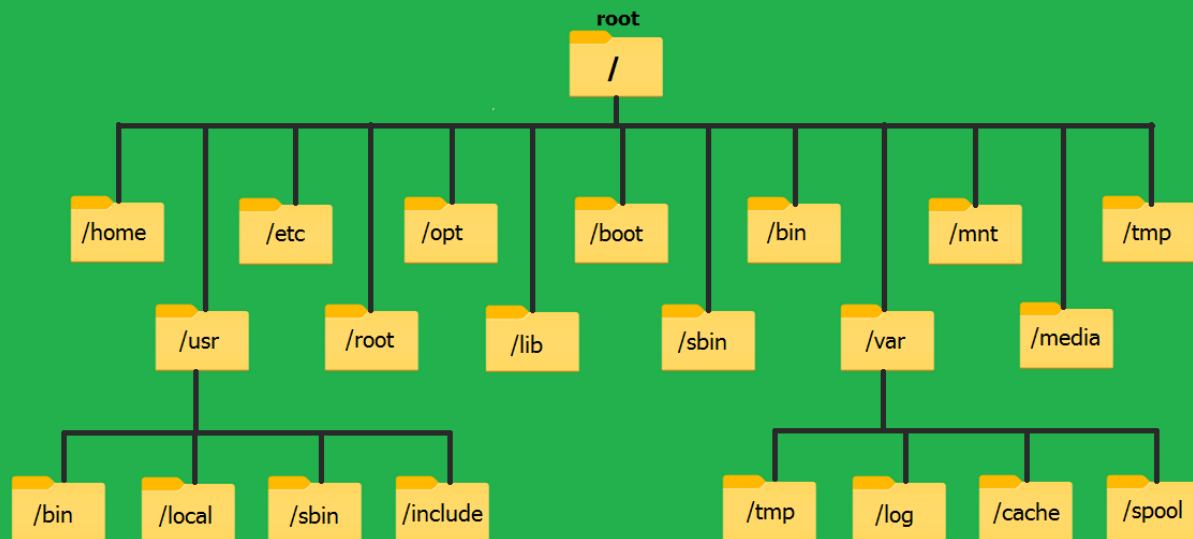 root
/
/home
/etc
/opt
/boot
/bin
/mnt
/tmp
/usr
/root
/lib
/sbin
/var
/media
/bin
/local
/sbin
/include
/tmp
/log
/cache
/spool